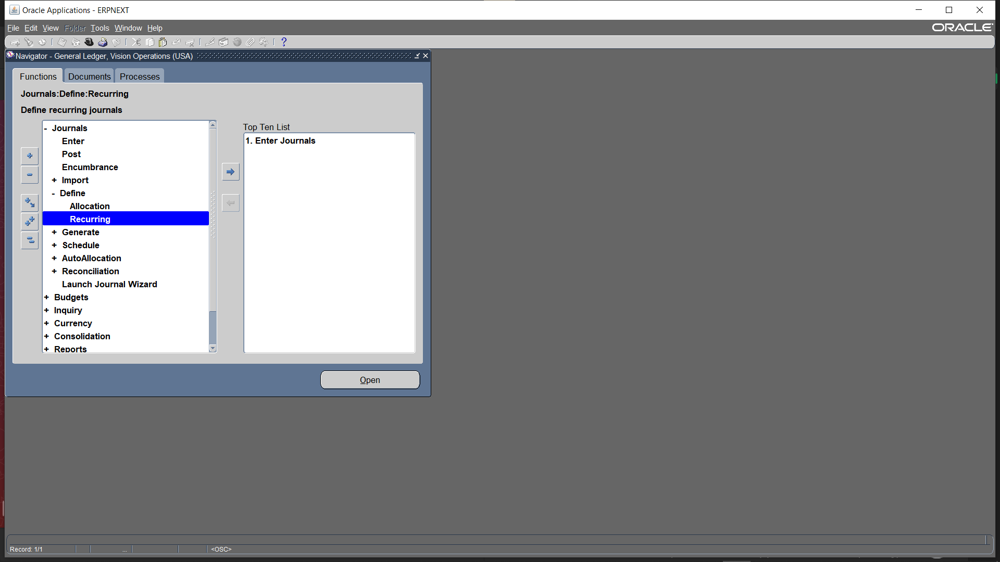 Oracle Applications - ERPNEXT
File Edit View Folder Tools Window Help
ORACLE
?
Navigator - General Ledger, Vision Operations (USA)
Functions Documents Processes
Journals:Define:Recurring
Define recurring journals
Top Ten List
- Journals
Enter
Post
Encumbrance
+ Import
- Define
Allocation
Recurring
+ Generate
+ Schedule
+ AutoAllocation
+ Reconciliation
Launch Journal Wizard
+ Budgets
+ Inquiry
+ Currency
+ Consolidation
+ Reports
1. Enter Journals
Open
Record: 1/1 ... <OSC>